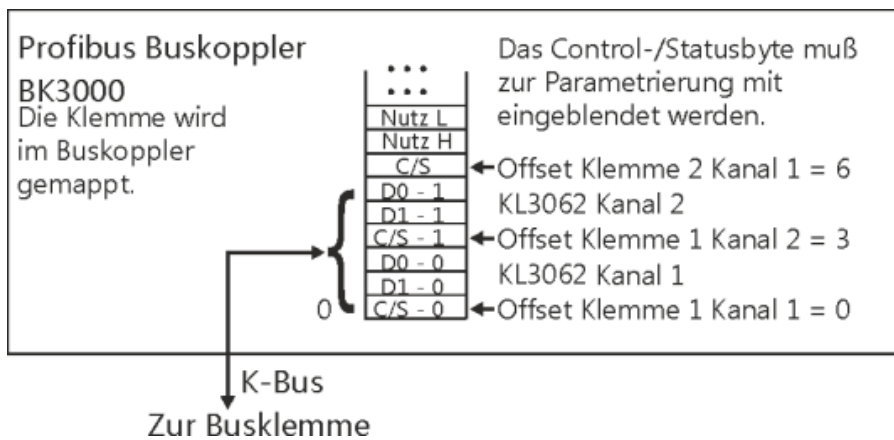 Profibus Buskoppler
BK3000
Die Klemme wird
im Buskoppler
gemappt.
Das Control-/Statusbyte muß
zur Parametrierung mit
eingeblendet werden.
Nutz L
Nutz H
C/S
Offset Klemme 2 Kanal 1 = 6
D0 - 1
KL3062 Kanal 2
D1 - 1
C/S - 1
Offset Klemme 1 Kanal 2 = 3
D0 - 0
KL3062 Kanal 1
D1 - 0
0
C/S - 0
Offset Klemme 1 Kanal 1 = 0
K-Bus
Zur Busklemme